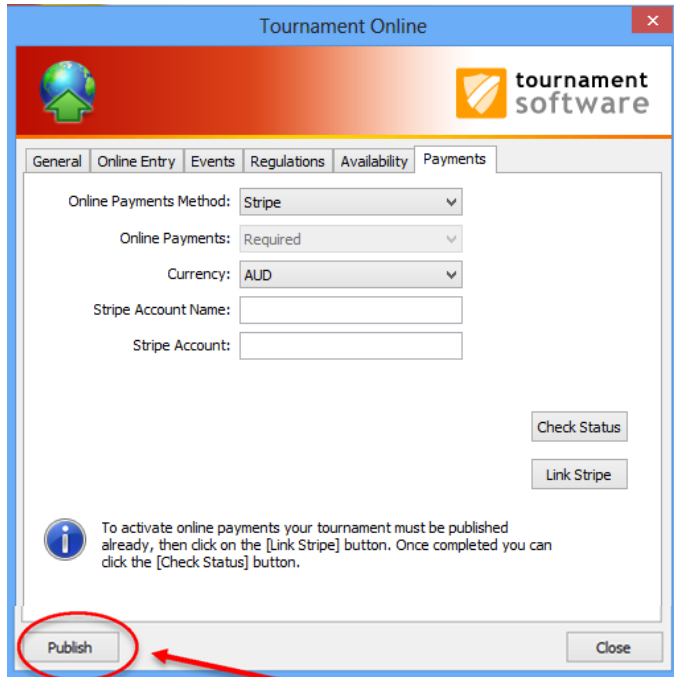 Tournament Online
tournament
software
General Online Entry Events Regulations Availability Payments
Online Payments Method: Stripe
Online Payments: Required
Currency: AUD
Stripe Account Name:
Stripe Account:
Check Status
Link Stripe
To activate online payments your tournament must be published
already, then click on the [Link Stripe] button. Once completed you can
click the [Check Status] button.
Publish Close